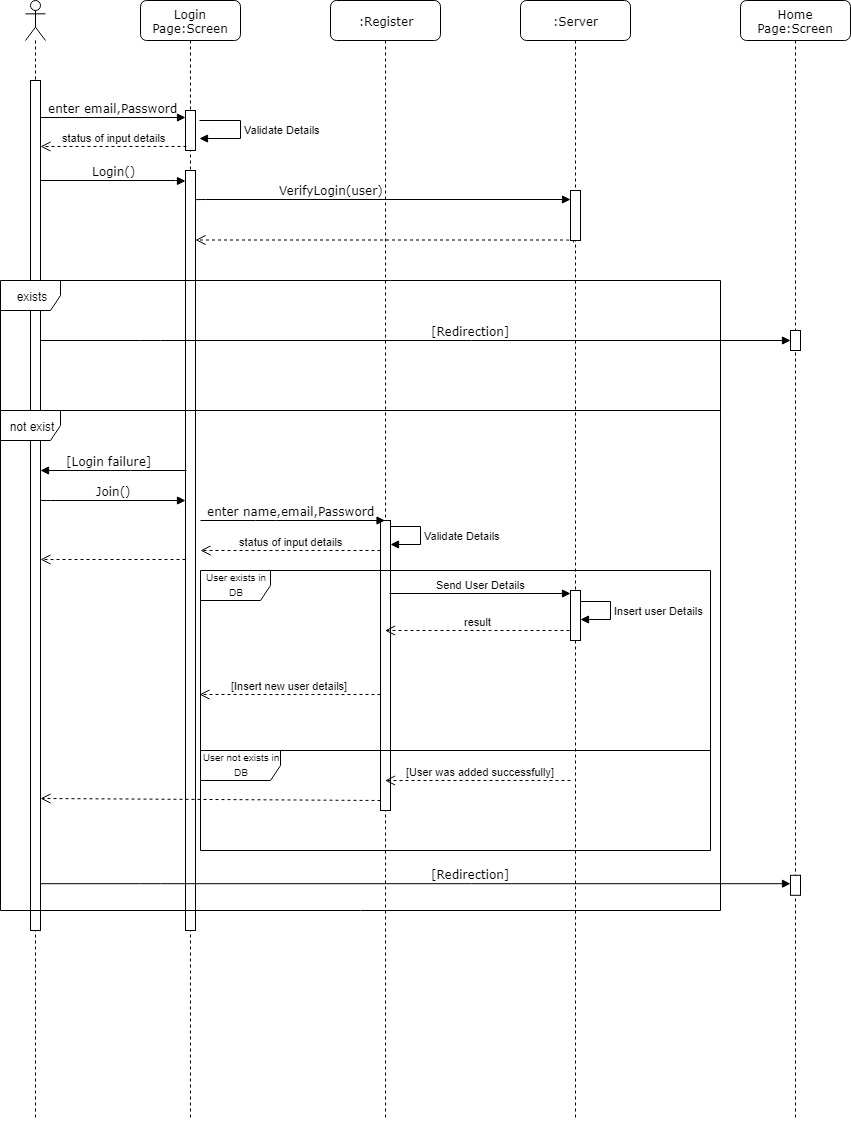 Login
Page:Screen
:Register
:Server
Home
Page:Screen
enter email,Password
Validate Details
status of input details
Login()
VerifyLogin(user)
exists
[Redirection]
not exist
[Login failure]
Join()
enter name,email,Password
Validate Details
status of input details
User exists in
DB
Send User Details
Insert user Details
result
[Insert new user details]
User not exists in
DB
[User was added successfully]
[Redirection]